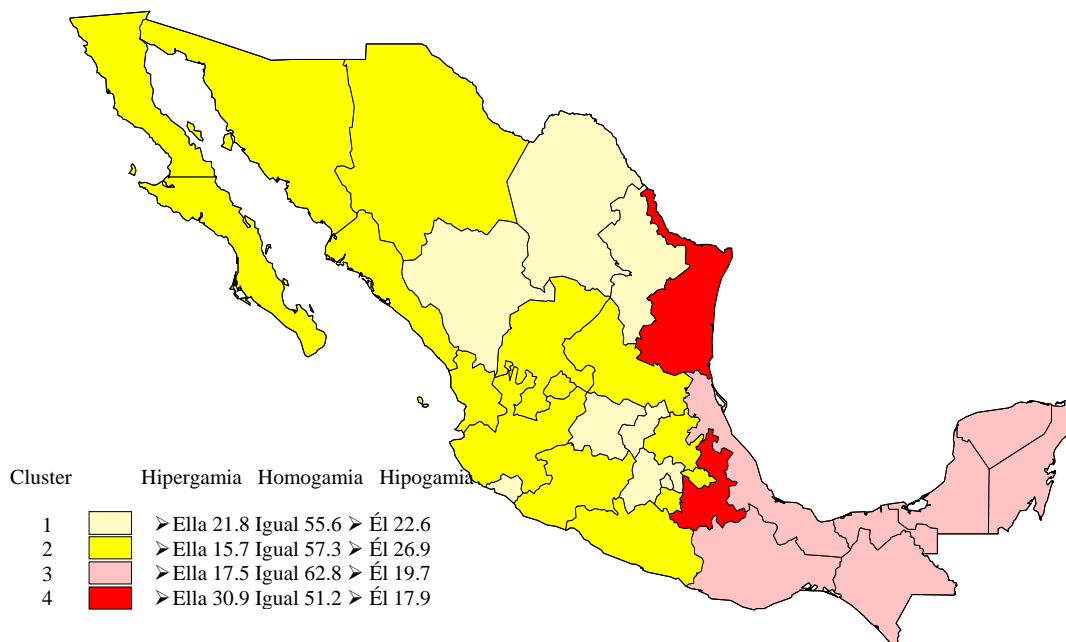 Cluster Hipergamia Homogamia Hipogamia
1 ➢Ella 21.8 Igual 55.6 ➢ Él 22.6
2 ➢Ella 15.7 Igual 57.3 ➢ Él 26.9
3 ➢Ella 17.5 Igual 62.8 ➢ Él 19.7
4 ➢Ella 30.9 Igual 51.2 ➢ Él 17.9